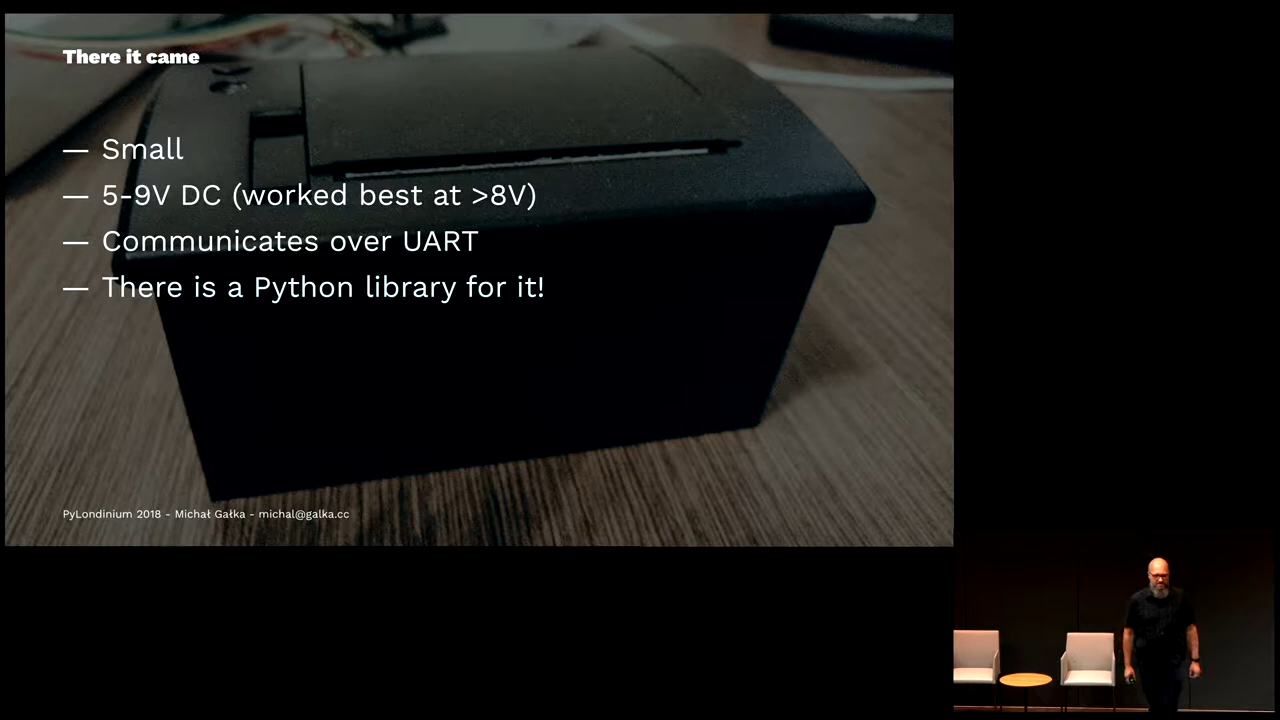 There it came
— Small
— 5-9V DC (worked best at >8V)
— Communicates over UART
— There is a Python library for it!
PyLondinium 2018 - Michał Gałka - michal@galka.cc